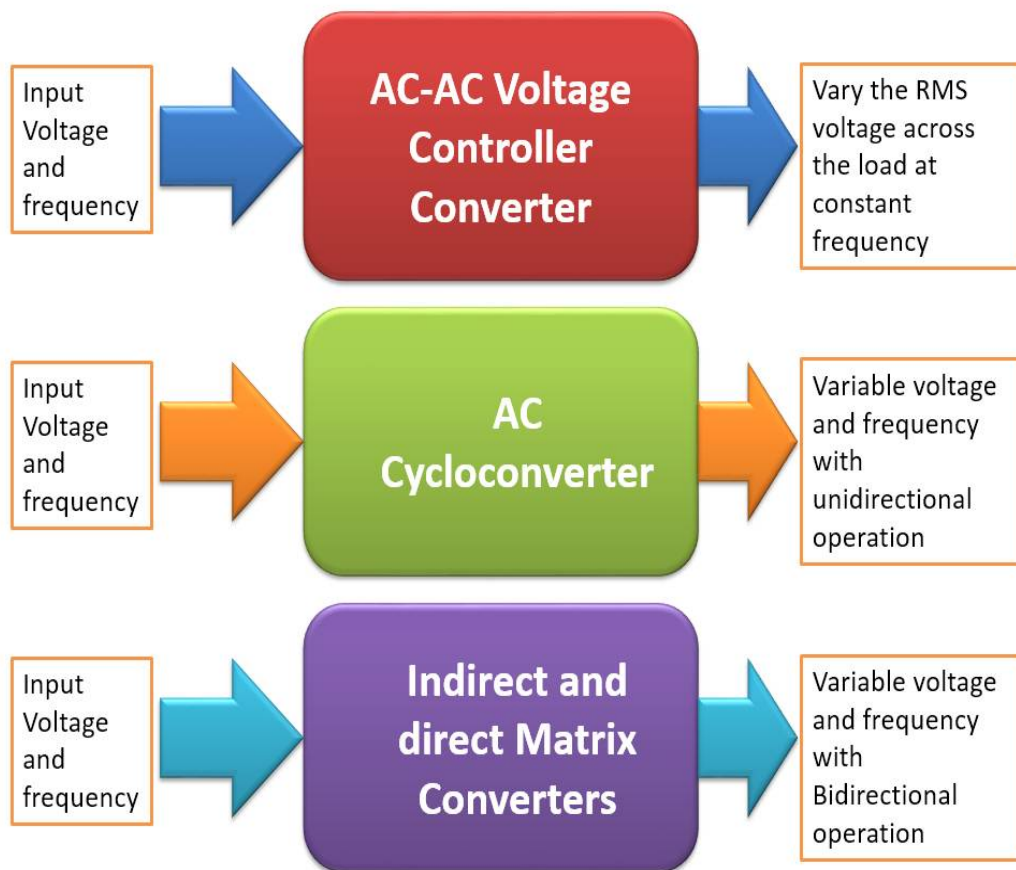 Input
Voltage
and
frequency
AC-AC Voltage
Controller
Converter
Vary the RMS
voltage across
the load at
constant
frequency
Input
Voltage
and
frequency
AC
Cycloconverter
Variable voltage
and frequency
with
unidirectional
operation
Input
Voltage
and
frequency
Indirect and
direct Matrix
Converters
Variable voltage
and frequency
with
Bidirectional
operation